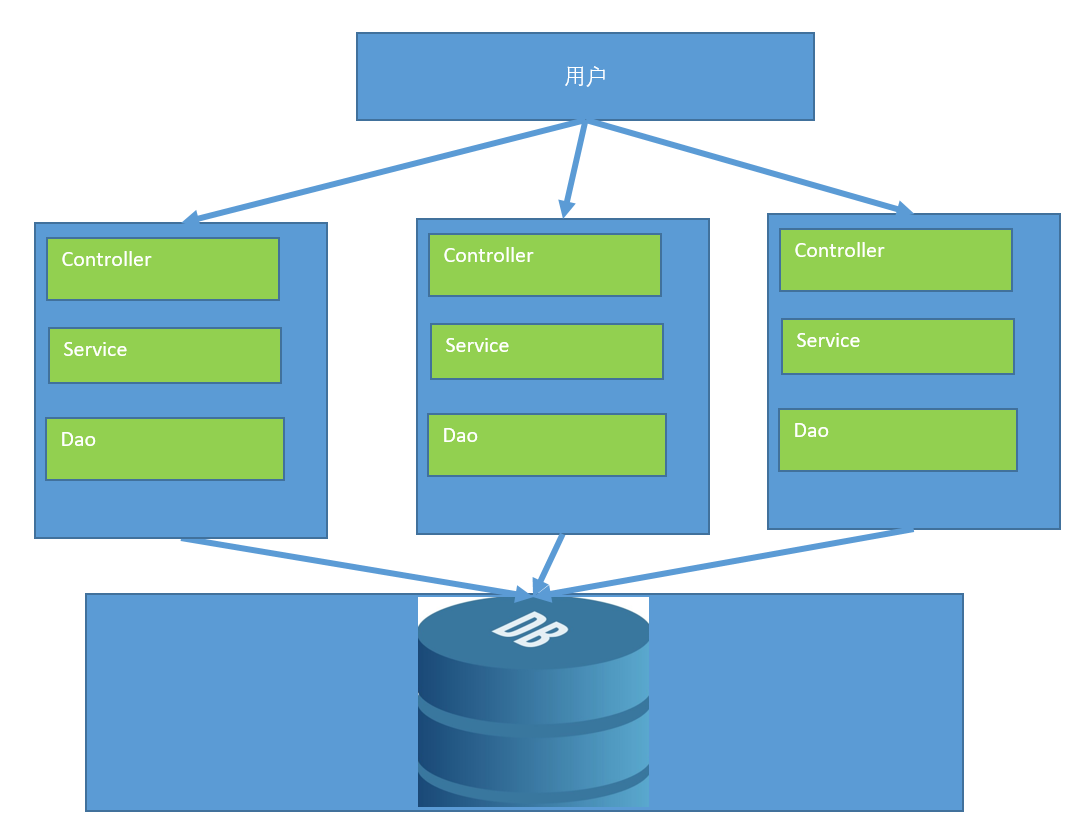 用户
Controller
Service
Dao
Controller
Service
Dao
Controller
Service
Dao
DB